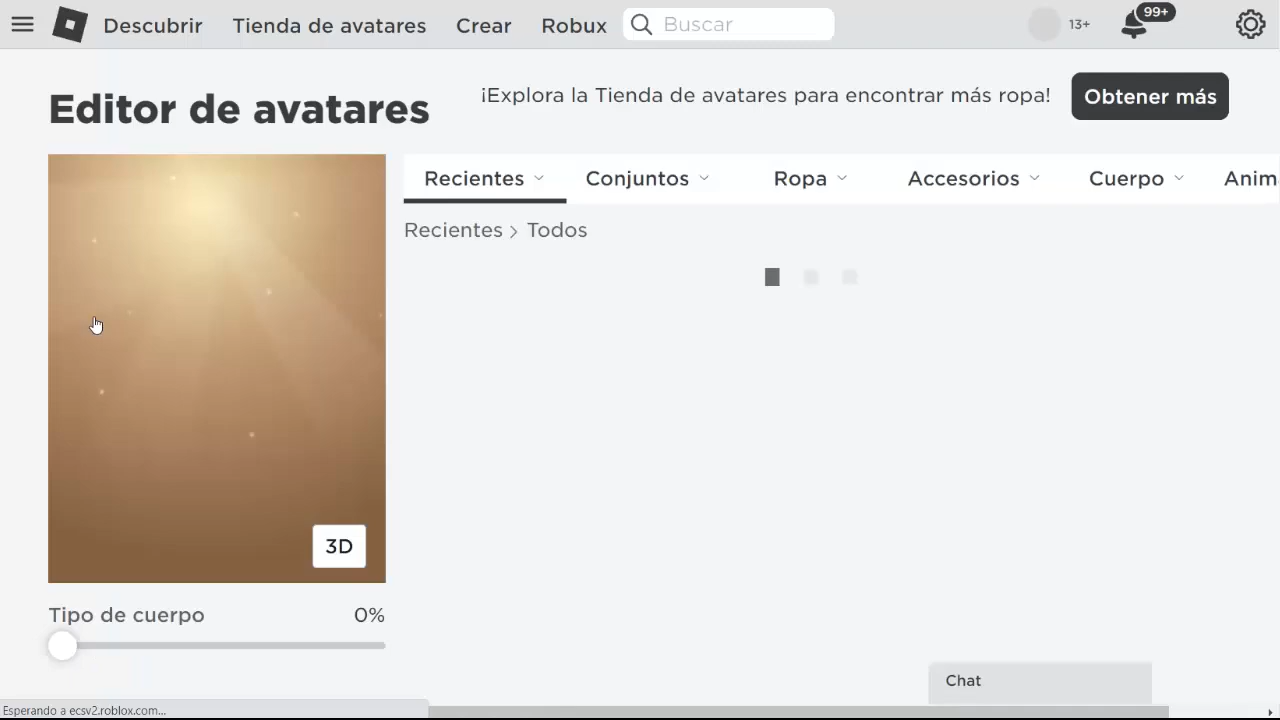 Descubrir Tienda de avatares Crear Robux Buscar 13+ 99+
Editor de avatares
¡Explora la Tienda de avatares para encontrar más ropa! Obtener más
Recientes Conjuntos Ropa Accesorios Cuerpo Anim
Recientes > Todos
3D
Tipo de cuerpo 0%
Chat
Esperando a ecsv2.roblox.com...